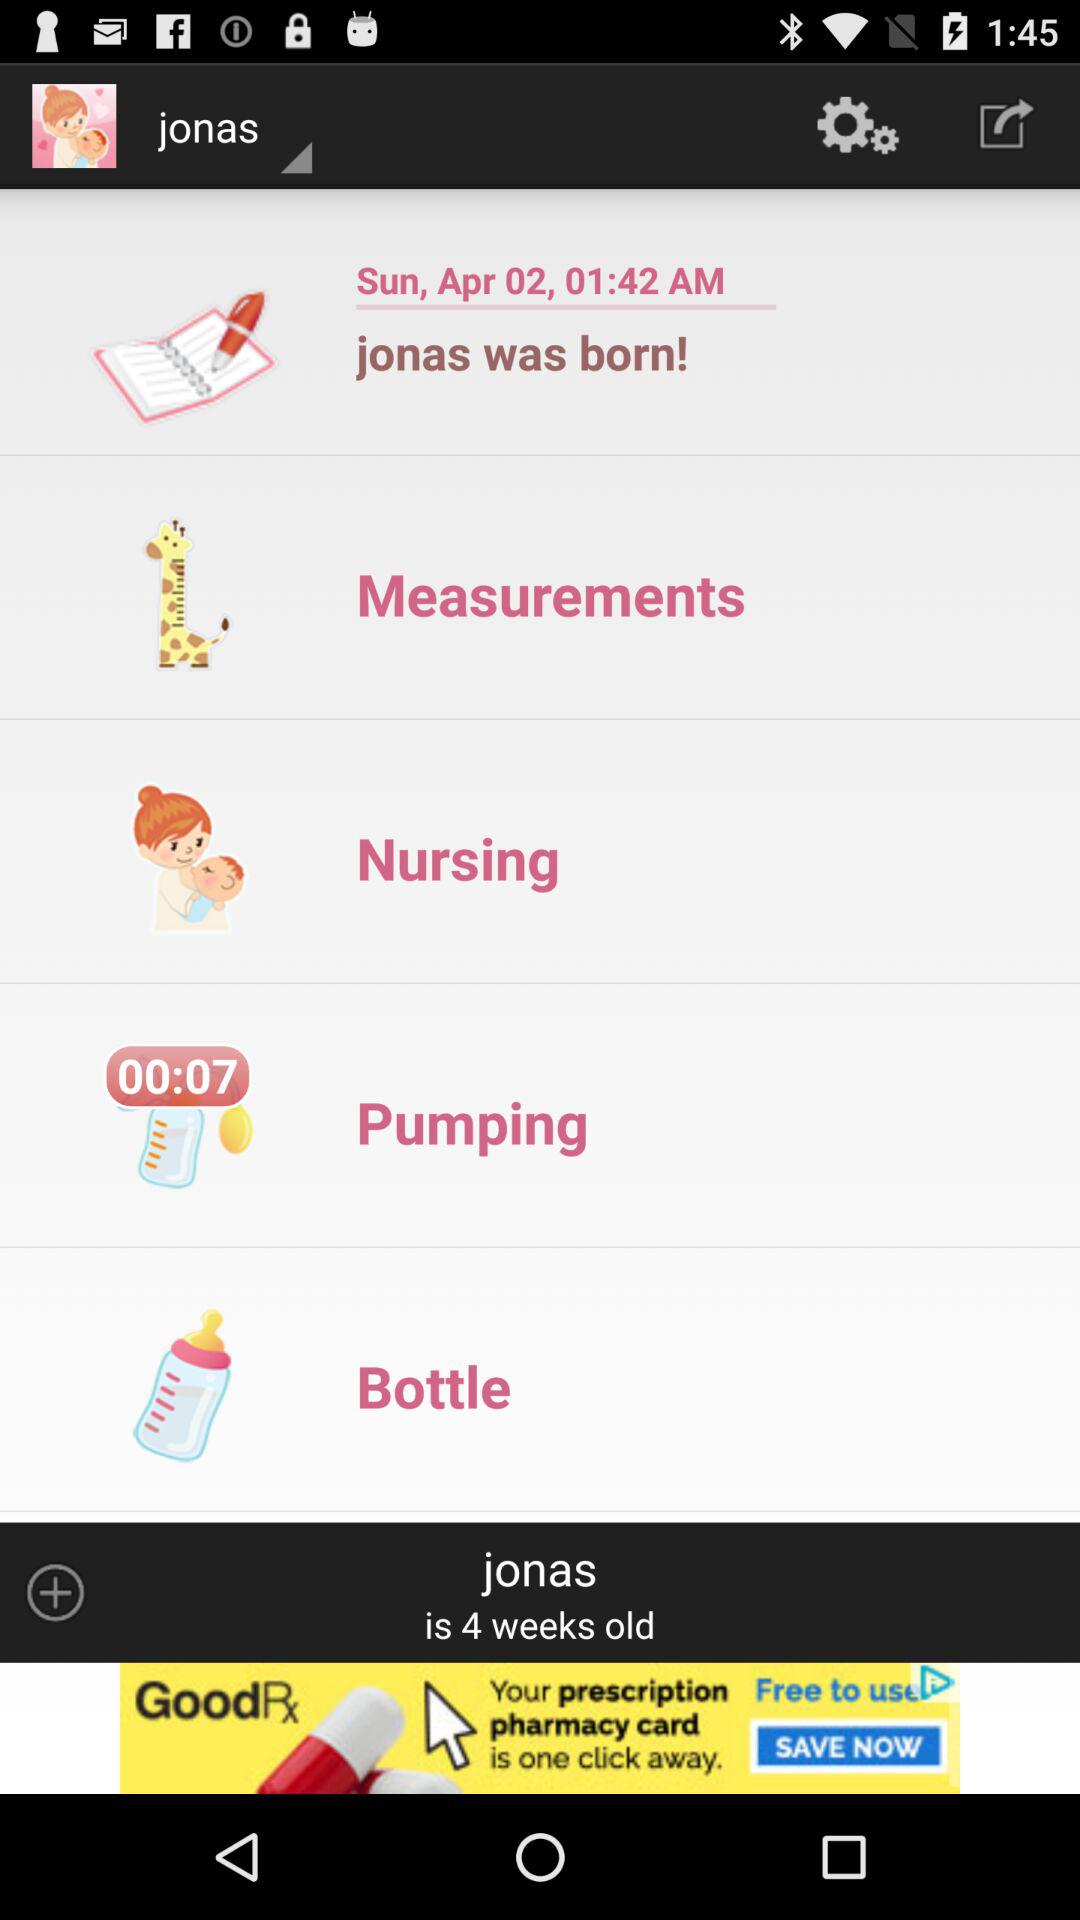 1:45
jonas
Sun, Apr 02, 01:42 AM
jonas was born!
Measurements
Nursing
00:07
Pumping
Bottle
jonas
is 4 weeks old
GoodRx
Your prescription
pharmacy card
is one click away.
Free to use
SAVE NOW